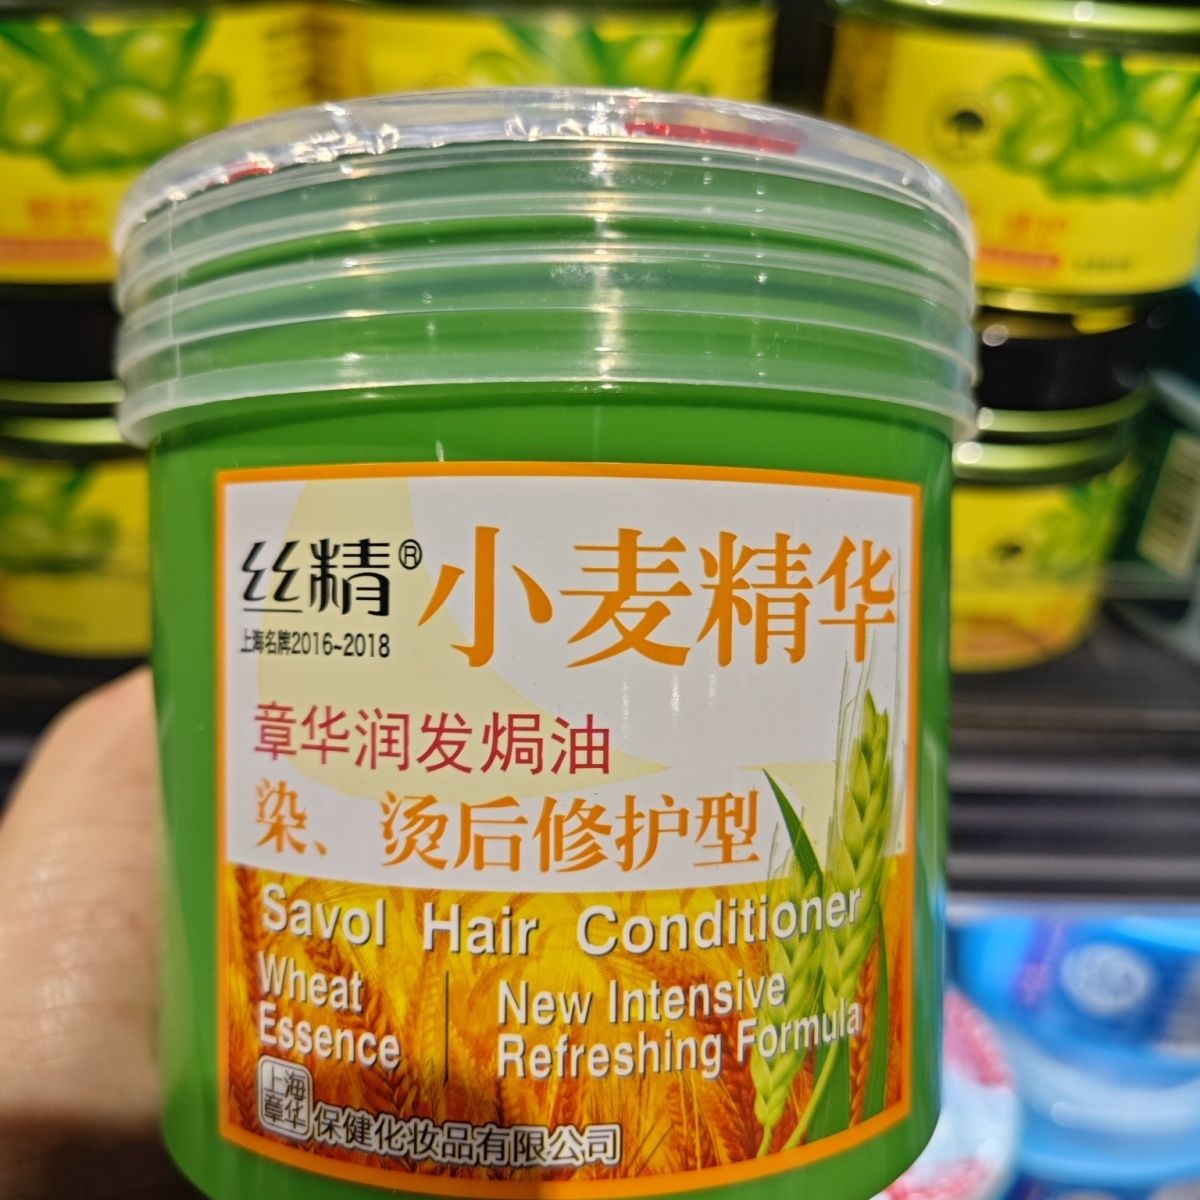 丝精® 小麦精华
上海名牌2016~2018
章华润发焗油
染、烫后修护型
Savol Hair Conditioner
Wheat Essence
New Intensive Refreshing Formula
上海章华 保健化妆品有限公司